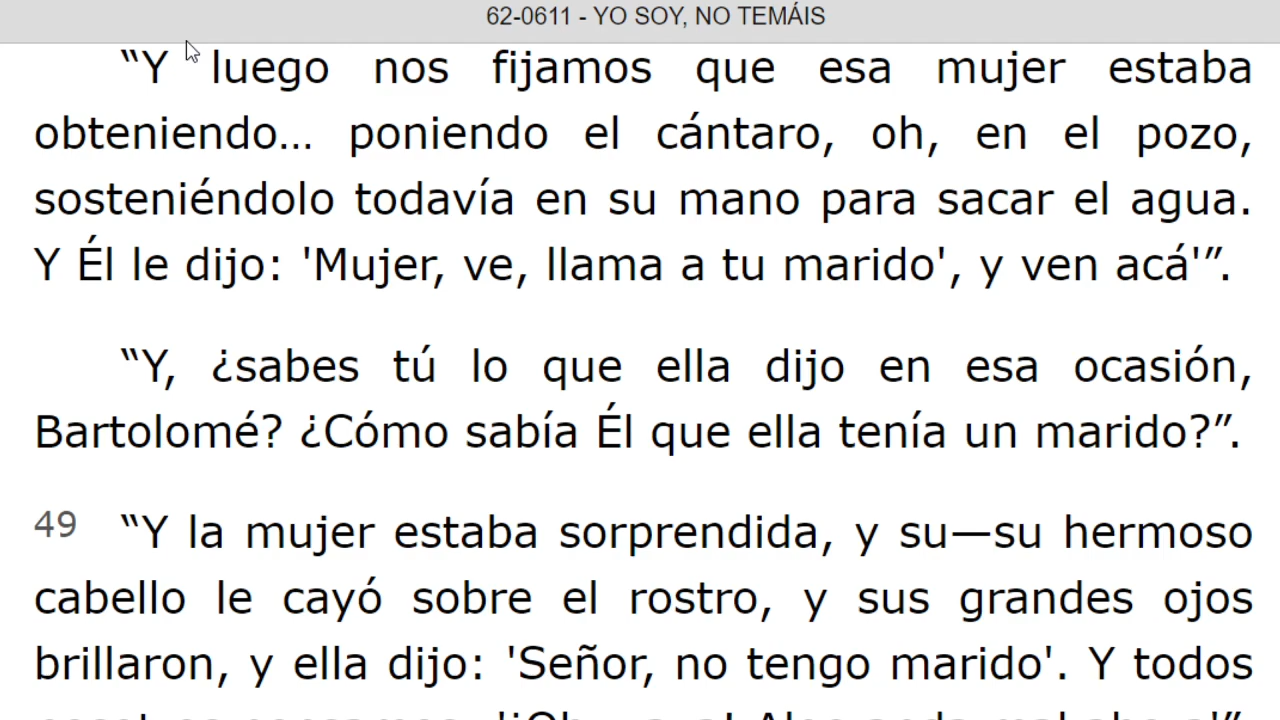 62-0611 - YO SOY, NO TEMÁIS
“Y luego nos fijamos que esa mujer estaba
obteniendo… poniendo el cántaro, oh, en el pozo,
sosteniéndolo todavía en su mano para sacar el agua.
Y Él le dijo: 'Mujer, ve, llama a tu marido', y ven acá'”.
“Y, ¿sabes tú lo que ella dijo en esa ocasión,
Bartolomé? ¿Cómo sabía Él que ella tenía un marido?”.
49 “Y la mujer estaba sorprendida, y su—su hermoso
cabello le cayó sobre el rostro, y sus grandes ojos
brillaron, y ella dijo: 'Señor, no tengo marido'. Y todos